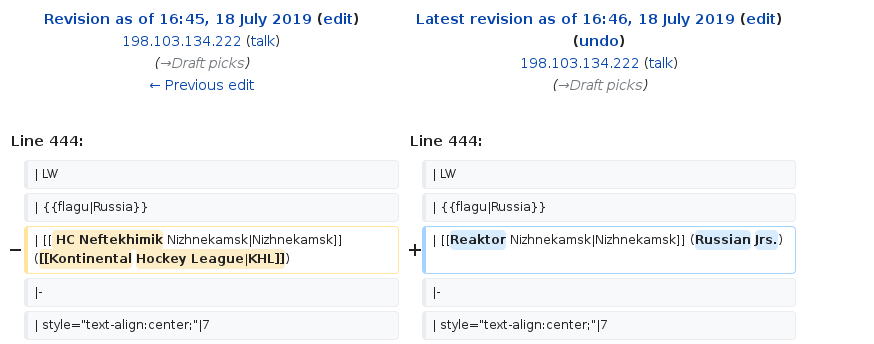 Revision as of 16:45, 18 July 2019 (edit)
198.103.134.222 (talk)
(→Draft picks)
← Previous edit
Latest revision as of 16:46, 18 July 2019 (edit)
(undo)
198.103.134.222 (talk)
(→Draft picks)
Line 444:
Line 444:
| LW
| LW
| {{flagu|Russia}}
| {{flagu|Russia}}
− | [[ HC Neftekhimik Nizhnekamsk|Nizhnekamsk]]
([[Kontinental Hockey League|KHL]])
+ | [[Reaktor Nizhnekamsk|Nizhnekamsk]] (Russian Jrs.)
|-
|-
| style="text-align:center;"|7
| style="text-align:center;"|7